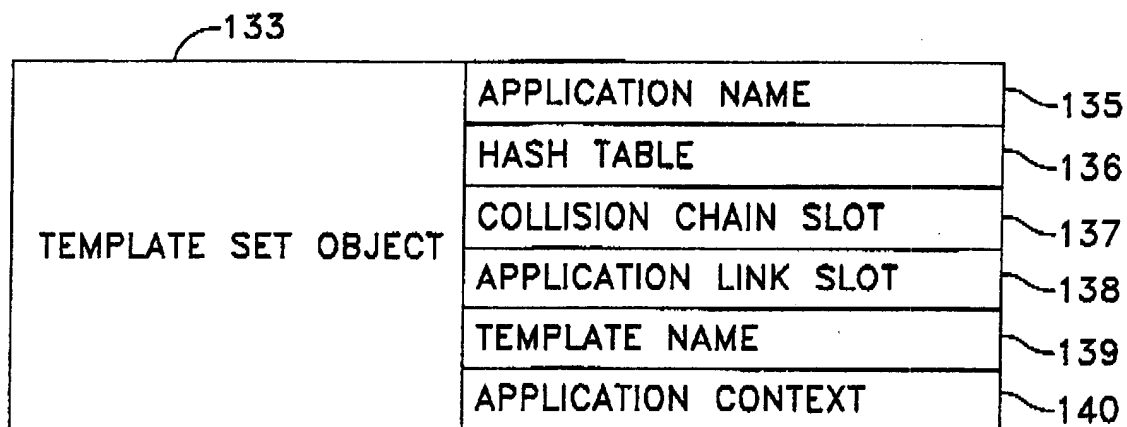 133
APPLICATION NAME 135
HASH TABLE 136
COLLISION CHAIN SLOT 137
TEMPLATE SET OBJECT
APPLICATION LINK SLOT 138
TEMPLATE NAME 139
APPLICATION CONTEXT 140